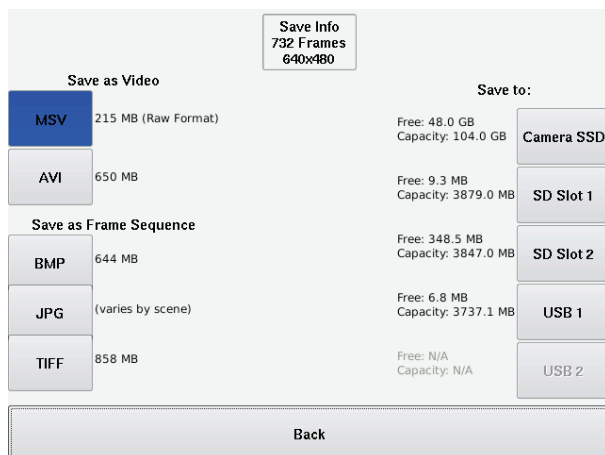 Save Info
732 Frames
640x480
Save as Video
MSV
215 MB (Raw Format)
AVI
650 MB
Save as Frame Sequence
BMP
644 MB
JPG
(varies by scene)
TIFF
858 MB
Save to:
Free: 48.0 GB
Capacity: 104.0 GB
Camera SSD
Free: 9.3 MB
Capacity: 3879.0 MB
SD Slot 1
Free: 348.5 MB
Capacity: 3847.0 MB
SD Slot 2
Free: 6.8 MB
Capacity: 3737.1 MB
USB 1
Free: N/A
Capacity: N/A
USB 2
Back